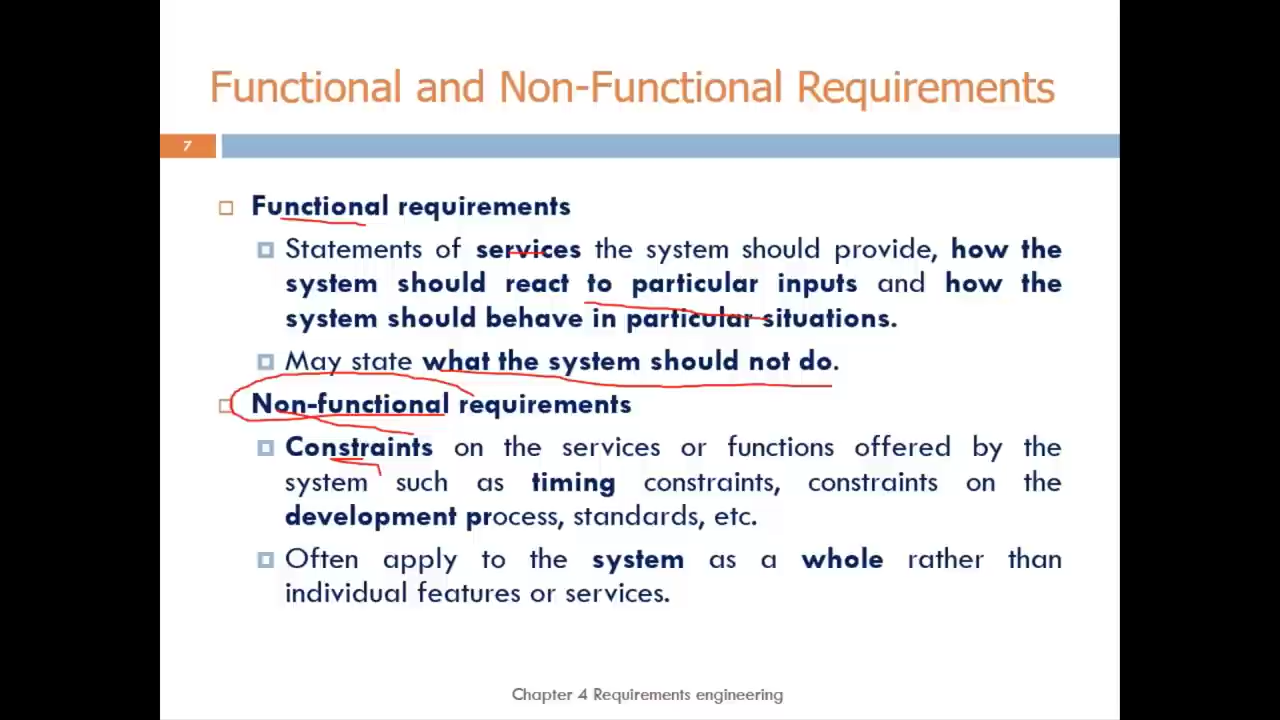 Functional and Non-Functional Requirements
7
Functional requirements
Statements of services the system should provide, how the
system should react to particular inputs and how the
system should behave in particular situations.
May state what the system should not do.
Non-functional requirements
Constraints on the services or functions offered by the
system such as timing constraints, constraints on the
development process, standards, etc.
Often apply to the system as a whole rather than
individual features or services.
Chapter 4 Requirements engineering